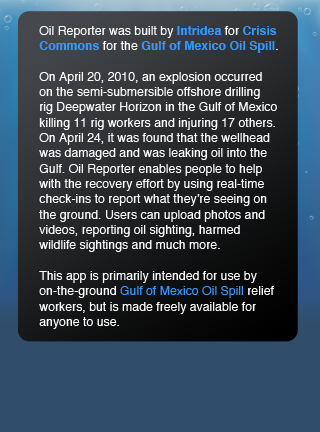 Oil Reporter was built by Intridea for Crisis
Commons for the Gulf of Mexico Oil Spill.
On April 20, 2010, an explosion occurred
on the semi-submersible offshore drilling
rig Deepwater Horizon in the Gulf of Mexico
killing 11 rig workers and injuring 17 others.
On April 24, it was found that the wellhead
was damaged and was leaking oil into the
Gulf. Oil Reporter enables people to help
with the recovery effort by using real-time
check-ins to report what they're seeing on
the ground. Users can upload photos and
videos, reporting oil sighting, harmed
wildlife sightings and much more.
This app is primarily intended for use by
on-the-ground Gulf of Mexico Oil Spill relief
workers, but is made freely available for
anyone to use.